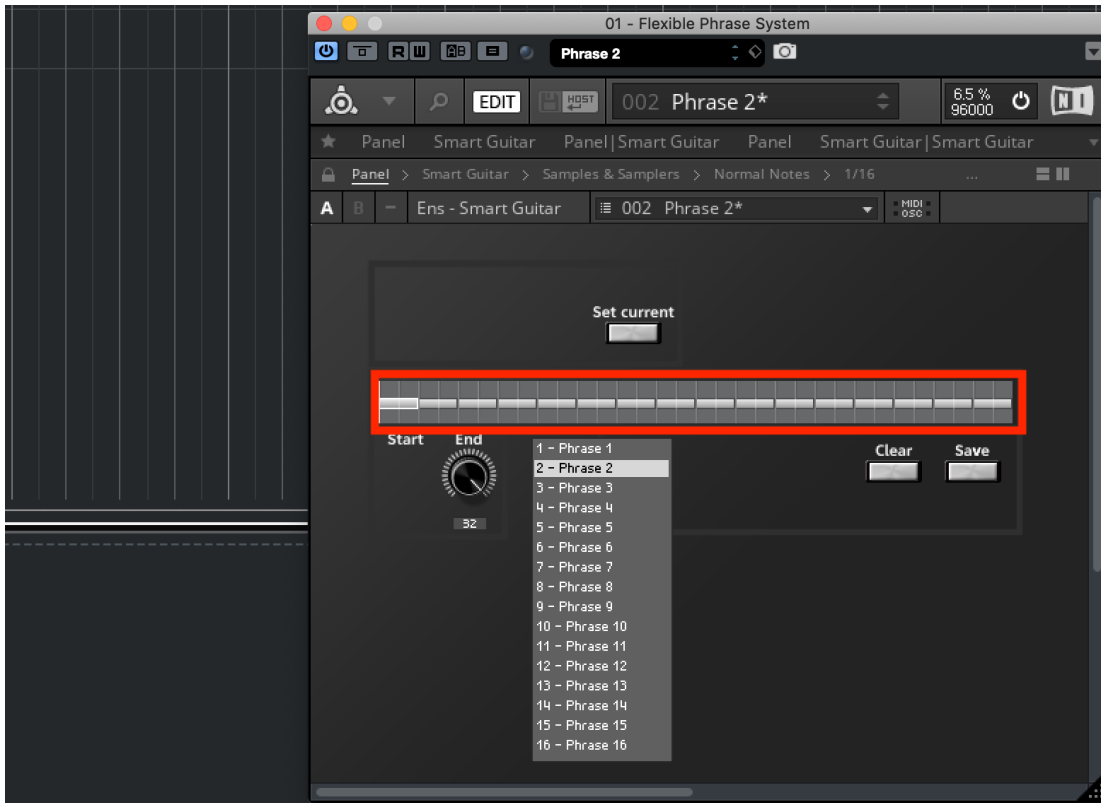 01 - Flexible Phrase System
R W AB Phrase 2
EDIT HOST 002 Phrase 2* 6.5 % 96000 NI
Panel Smart Guitar Panel|Smart Guitar Panel Smart Guitar|Smart Guitar
Panel > Smart Guitar > Samples & Samplers > Normal Notes > 1/16 ...
A B Ens - Smart Guitar 002 Phrase 2* MIDI OSC
Set current
Start End
Clear Save
32
1 - Phrase 1
2 - Phrase 2
3 - Phrase 3
4 - Phrase 4
5 - Phrase 5
6 - Phrase 6
7 - Phrase 7
8 - Phrase 8
9 - Phrase 9
10 - Phrase 10
11 - Phrase 11
12 - Phrase 12
13 - Phrase 13
14 - Phrase 14
15 - Phrase 15
16 - Phrase 16